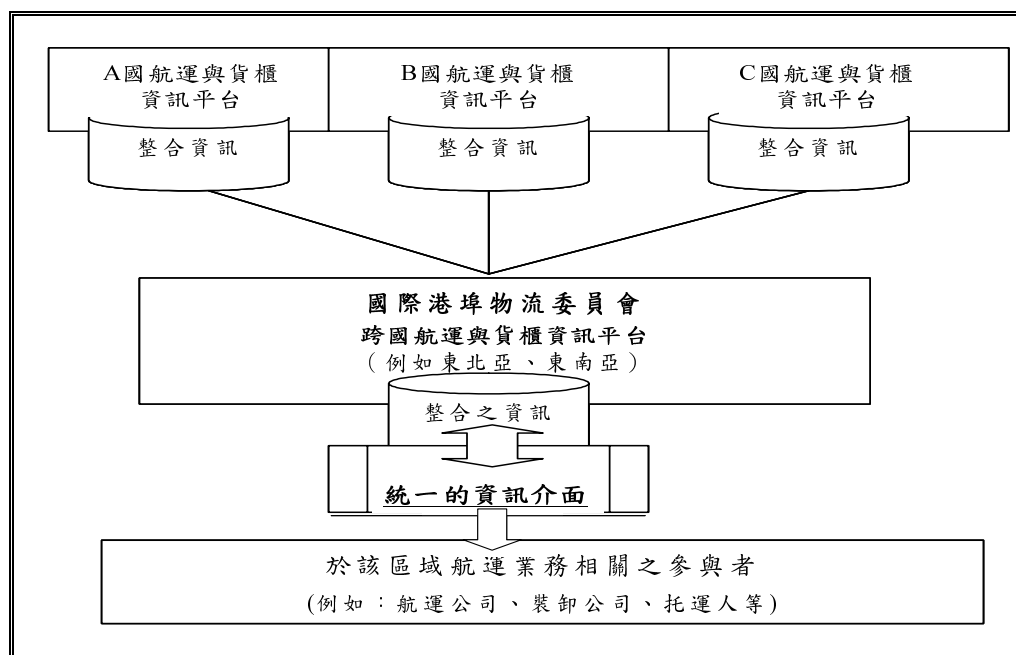 A國航運與貨櫃
資訊平台
B國航運與貨櫃
資訊平台
C國航運與貨櫃
資訊平台
整合資訊
整合資訊
整合資訊
國際港埠物流委員會
跨國航運與貨櫃資訊平台
(例如東北亞、東南亞)
整合之資訊
統一的資訊介面
於該區域航運業務相關之參與者
(例如：航運公司、裝卸公司、托運人等)